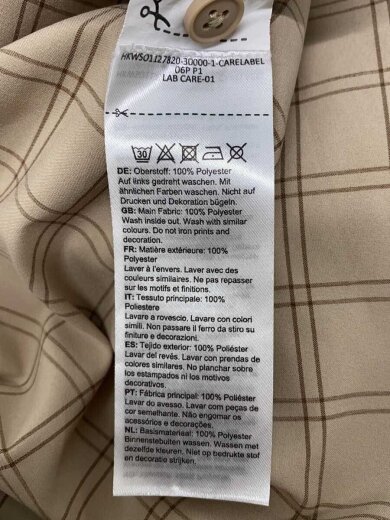 HKWSO1127820-30000-1-CARELABEL
06P P1
LAB CARE-01
30
DE: Oberstoff: 100% Polyester
Auf links gedreht waschen. Mit
ähnlichen Farben waschen. Nicht auf
Drucken und Dekoration bügeln.
GB: Main Fabric: 100% Polyester
Wash inside out. Wash with similar
colours. Do not iron prints and
decoration.
FR: Matière extérieure: 100%
Polyester
Laver à l'envers. Laver avec des
couleurs similaires. Ne pas repasser
sur les motifs et finitions.
IT: Tessuto principale: 100%
Poliestere
Lavare a rovescio. Lavare con colori
simili. Non passare il ferro da stiro su
finiture e decorazioni.
ES: Tejido exterior: 100% Poliéster
Lavar del revés. Lavar con prendas de
colores similares. No planchar sobre
los estampados ni los motivos
decorativos.
PT: Fábrica principal: 100% Poliéster
Lavar do avesso. Lavar com peças de
cor semelhante. Não engomar os
acessórios e decorações.
NL: Basismateriaal: 100% Polyester
Binnenstebuiten wassen. Wassen met
dezelfde kleuren. Niet op bedrukte stof
en decoratie strijken.